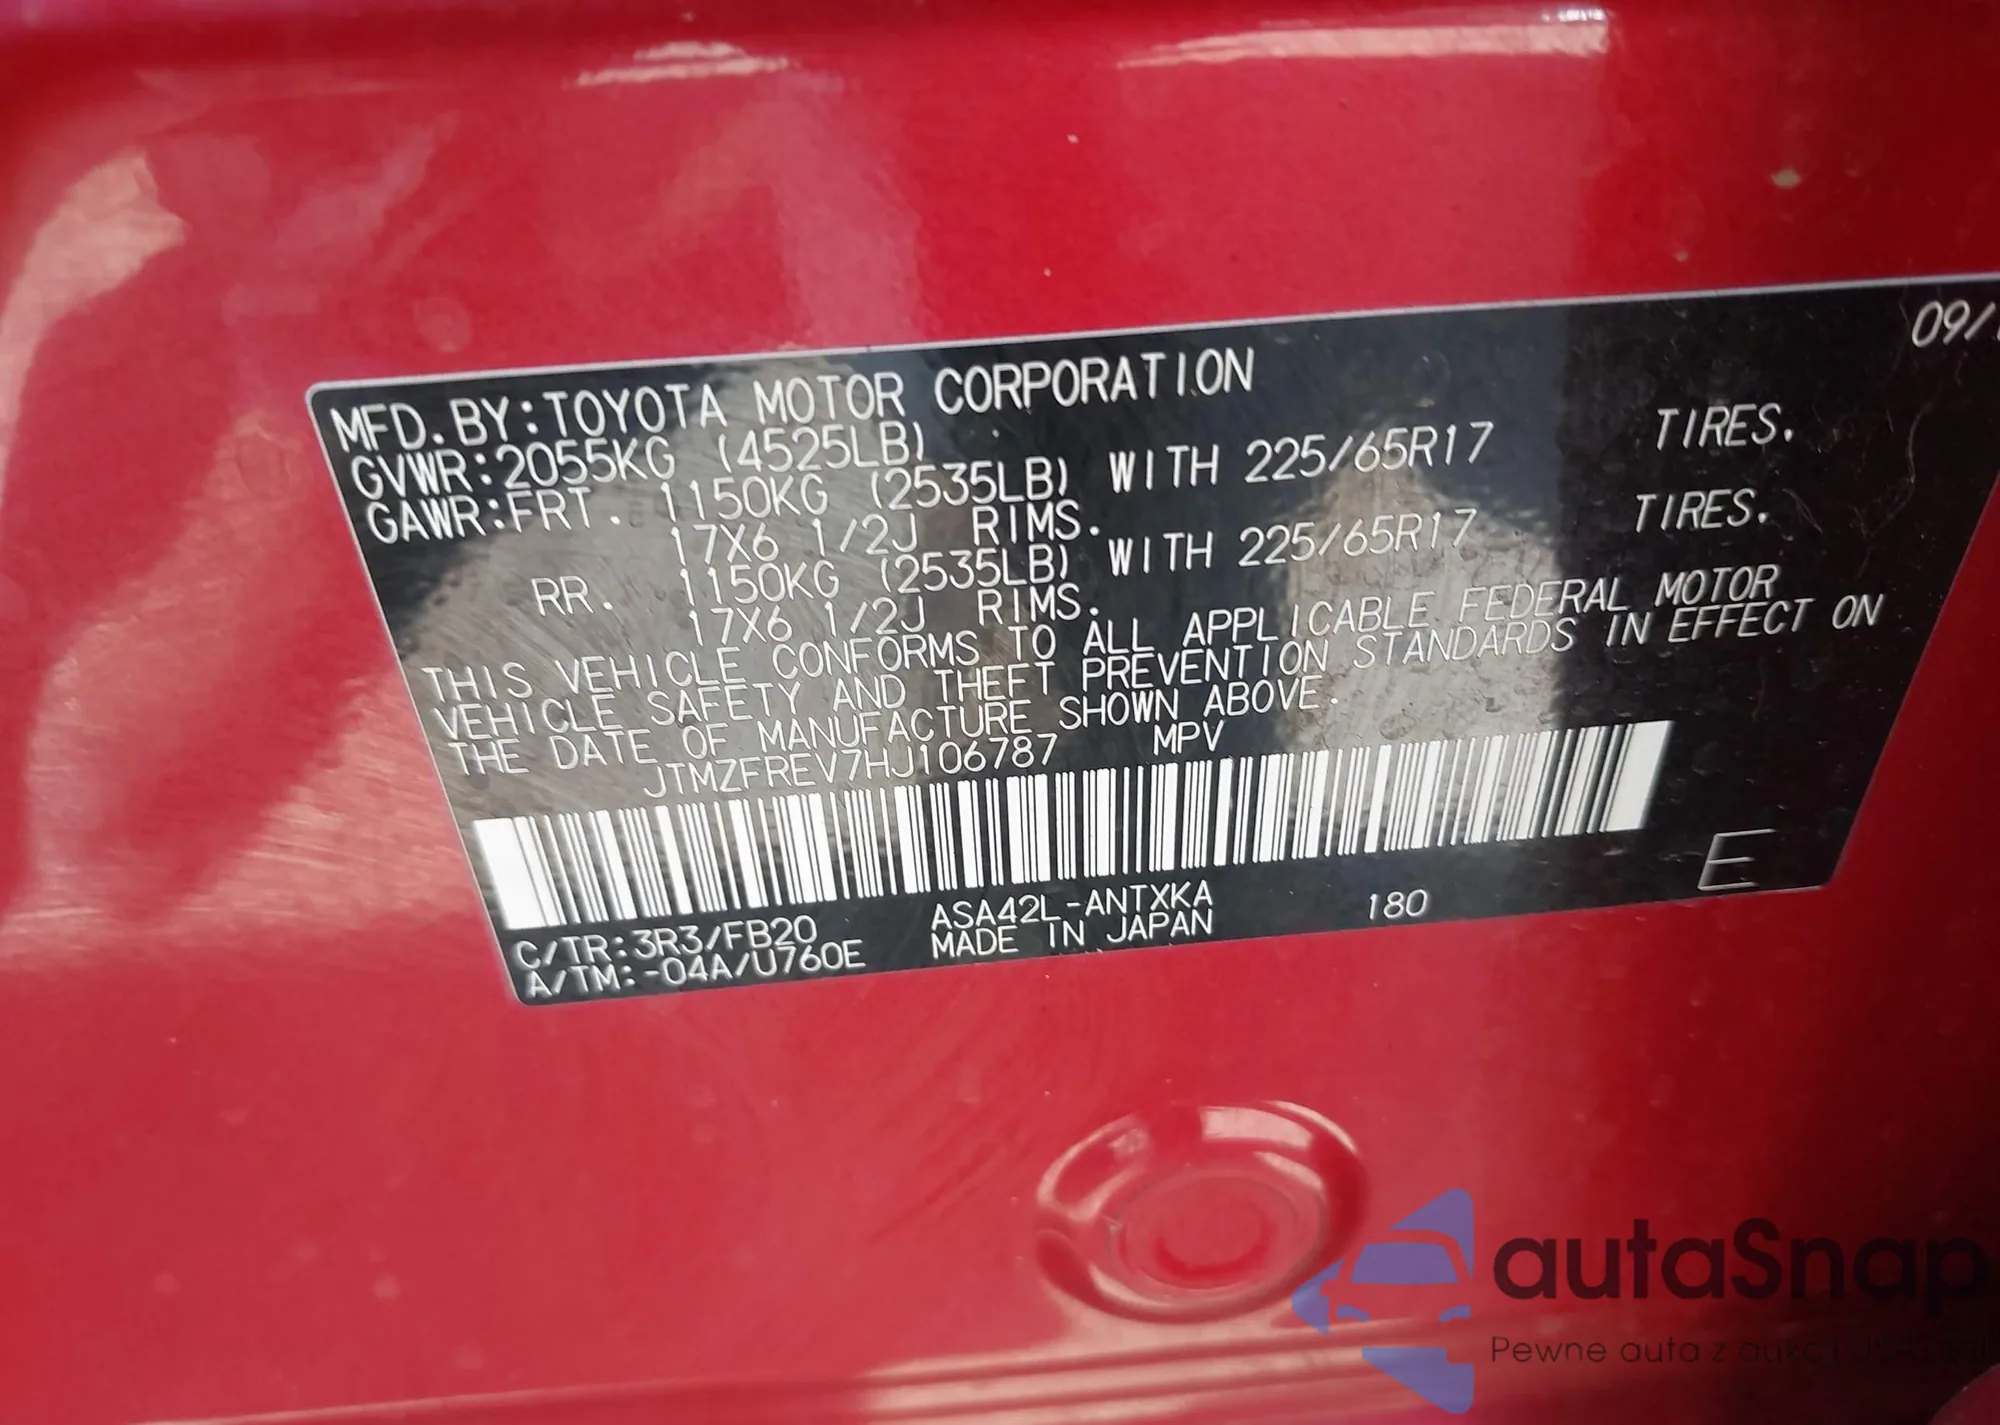 09/
MFD.BY:TOYOTA MOTOR CORPORATION
GVWR:2055KG (4525LB)
GAWR:FRT. 1150KG (2535LB) WITH 225/65R17 TIRES.
17X6 1/2J RIMS.
RR. 1150KG (2535LB) WITH 225/65R17 TIRES.
17X6 1/2J RIMS.
THIS VEHICLE CONFORMS TO ALL APPLICABLE FEDERAL MOTOR
VEHICLE SAFETY AND THEFT PREVENTION STANDARDS IN EFFECT ON
THE DATE OF MANUFACTURE SHOWN ABOVE.
JTMZFREV7HJ106787 MPV
C/TR:3R3/FB20 ASA42L-ANTXKA 180 E
A/TM:-04A/U760E MADE IN JAPAN
autaSnap
Pewne auta z aukcji